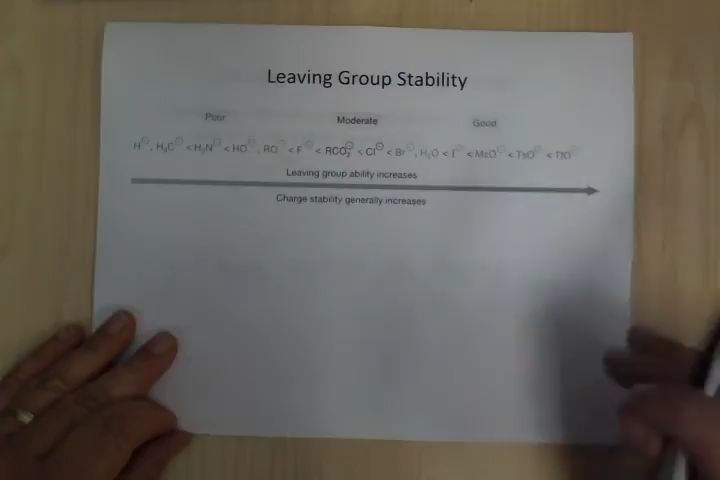 Leaving Group Stability
Poor Moderate Good
H⊖, H₃C⊖ < H₂N⊖ < HO⊖, RO⁻ < F⊖ < RCO₂⊖ < Cl⊖ < Br⊖, H₂O < I⊖ < MsO⊖ < TsO⊖ < TfO⊖
Leaving group ability increases
Charge stability generally increases